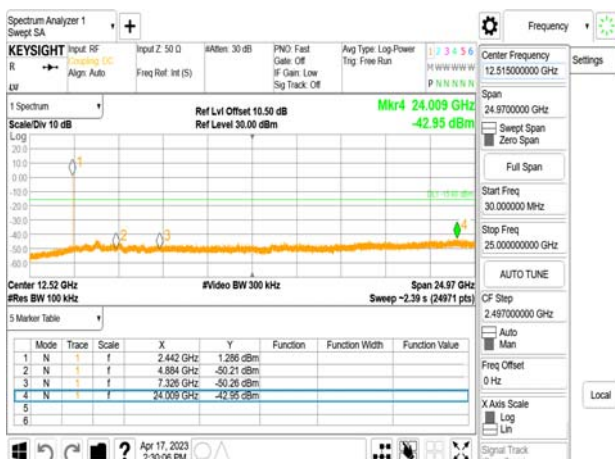 Spectrum Analyzer 1
Swept SA
+
Frequency
KEYSIGHT
R
Input: RF
Coupling: DC
Align: Auto
Input Z: 50 Ω
Freq Ref: Int (S)
#Atten: 30 dB
PNO: Fast
Gate: Off
IF Gain: Low
Sig Track: Off
Avg Type: Log-Power
Trig: Free Run
1 2 3 4 5 6
M W W W W W
P N N N N N
1 Spectrum
Scale/Div 10 dB
Ref Lvl Offset 10.50 dB
Ref Level 30.00 dBm
Mkr4 24.009 GHz
-42.95 dBm
Log
20.0
10.0
0.00
-10.0
-20.0
-30.0
-40.0
-50.0
-60.0
1
2
3
4
Center 12.52 GHz
#Res BW 100 kHz
#Video BW 300 kHz
Span 24.97 GHz
Sweep ~2.39 s (24971 pts)
5 Marker Table
Mode Trace Scale X Y Function Function Width Function Value
1 N 1 f 2.442 GHz 1.286 dBm
2 N 1 f 4.884 GHz -50.21 dBm
3 N 1 f 7.326 GHz -50.26 dBm
4 N 1 f 24.009 GHz -42.95 dBm
5
6
?
Apr 17, 2023
2:30:06 PM
Center Frequency
12.515000000 GHz
Settings
Span
24.9700000 GHz
Swept Span
Zero Span
Full Span
Start Freq
30.000000 MHz
Stop Freq
25.000000000 GHz
AUTO TUNE
CF Step
2.497000000 GHz
Auto
Man
Freq Offset
0 Hz
Local
X Axis Scale
Log
Lin
Signal Track